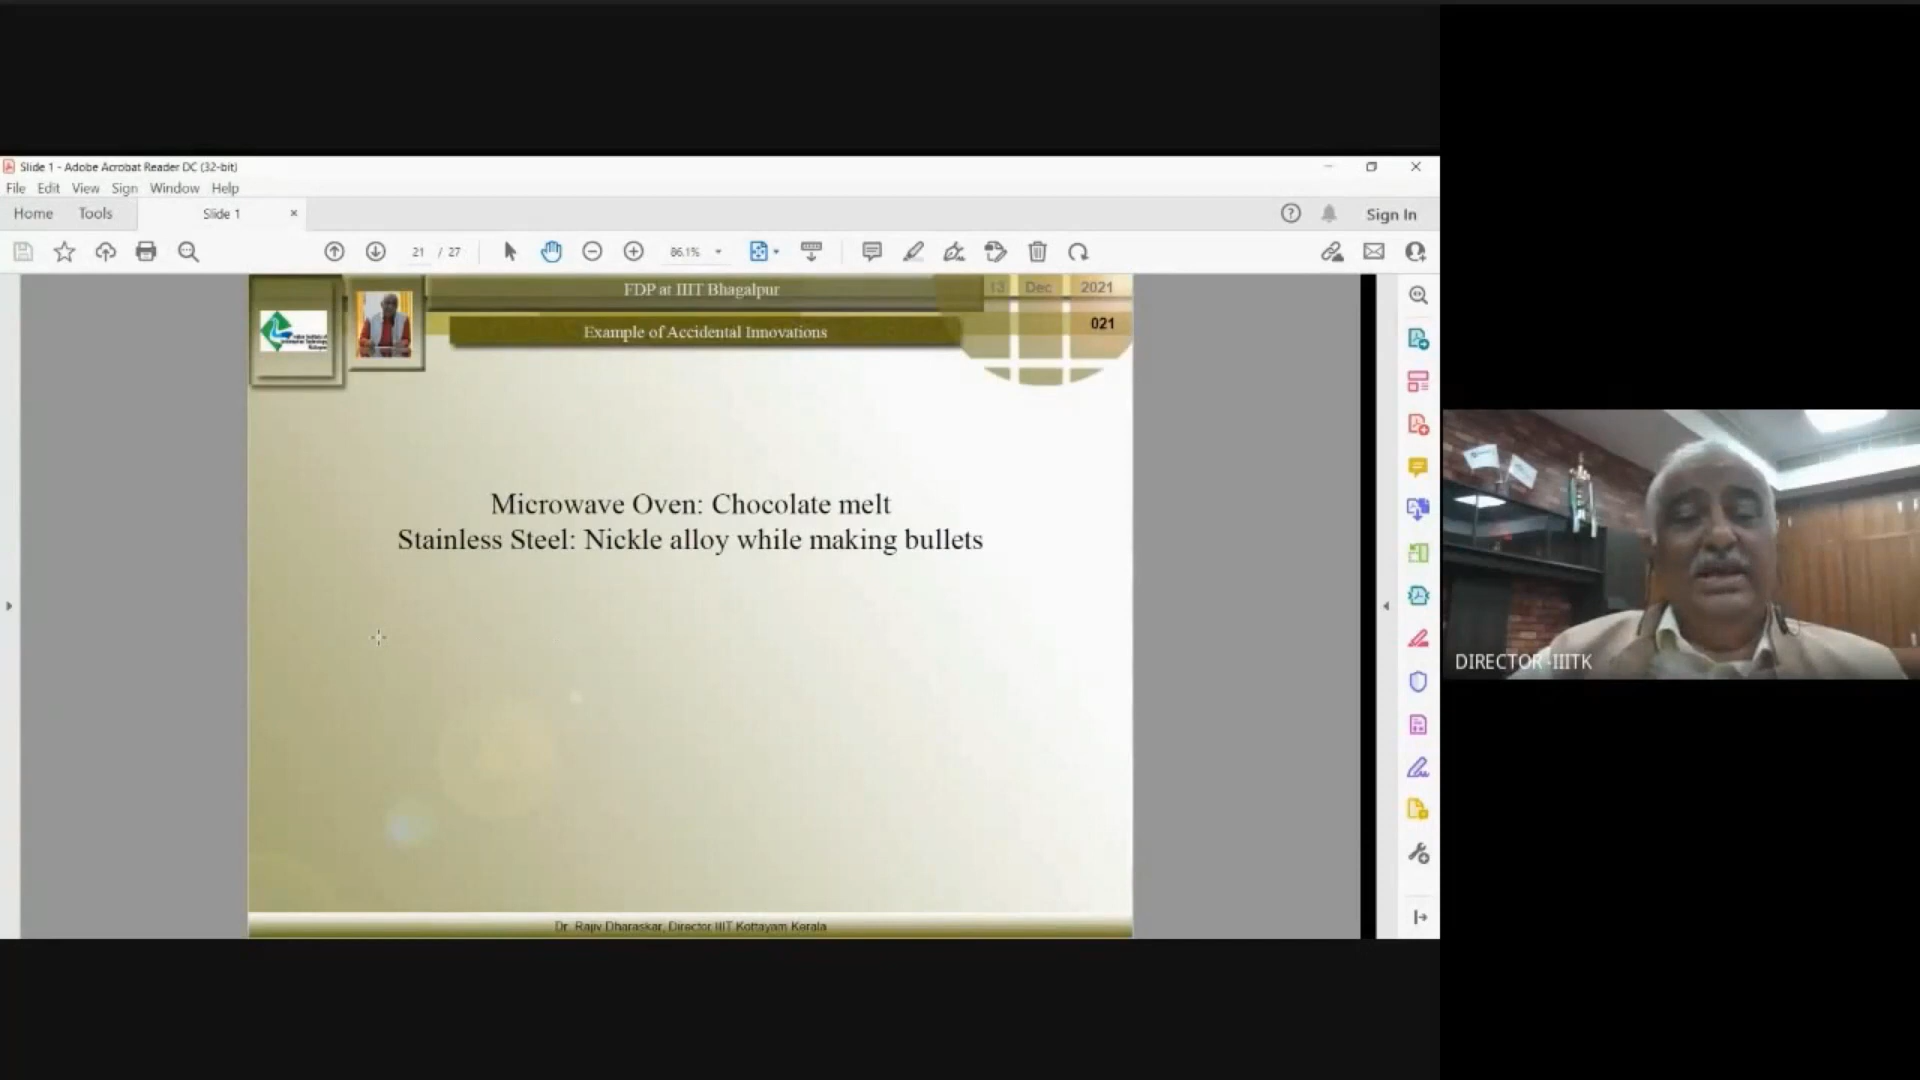 Slide 1 - Adobe Acrobat Reader DC (32-bit)
File Edit View Sign Window Help
Home Tools Slide 1 Sign In
21 / 27 86.1%
FDP at IIIT Bhagalpur
13 Dec 2021
Example of Accidental Innovations
021
Microwave Oven: Chocolate melt
Stainless Steel: Nickle alloy while making bullets
Dr. Rajiv Dharaskar, Director IIIT Kottayam Kerala
DIRECTOR-IIITK